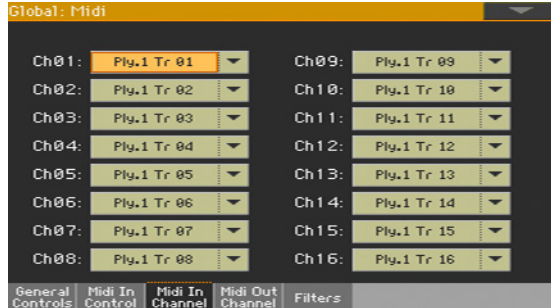 Global: Midi
Ch01: Ply.1 Tr 01
Ch02: Ply.1 Tr 02
Ch03: Ply.1 Tr 03
Ch04: Ply.1 Tr 04
Ch05: Ply.1 Tr 05
Ch06: Ply.1 Tr 06
Ch07: Ply.1 Tr 07
Ch08: Ply.1 Tr 08
Ch09: Ply.1 Tr 09
Ch10: Ply.1 Tr 10
Ch11: Ply.1 Tr 11
Ch12: Ply.1 Tr 12
Ch13: Ply.1 Tr 13
Ch14: Ply.1 Tr 14
Ch15: Ply.1 Tr 15
Ch16: Ply.1 Tr 16
General Controls
Midi In Control
Midi In Channel
Midi Out Channel
Filters